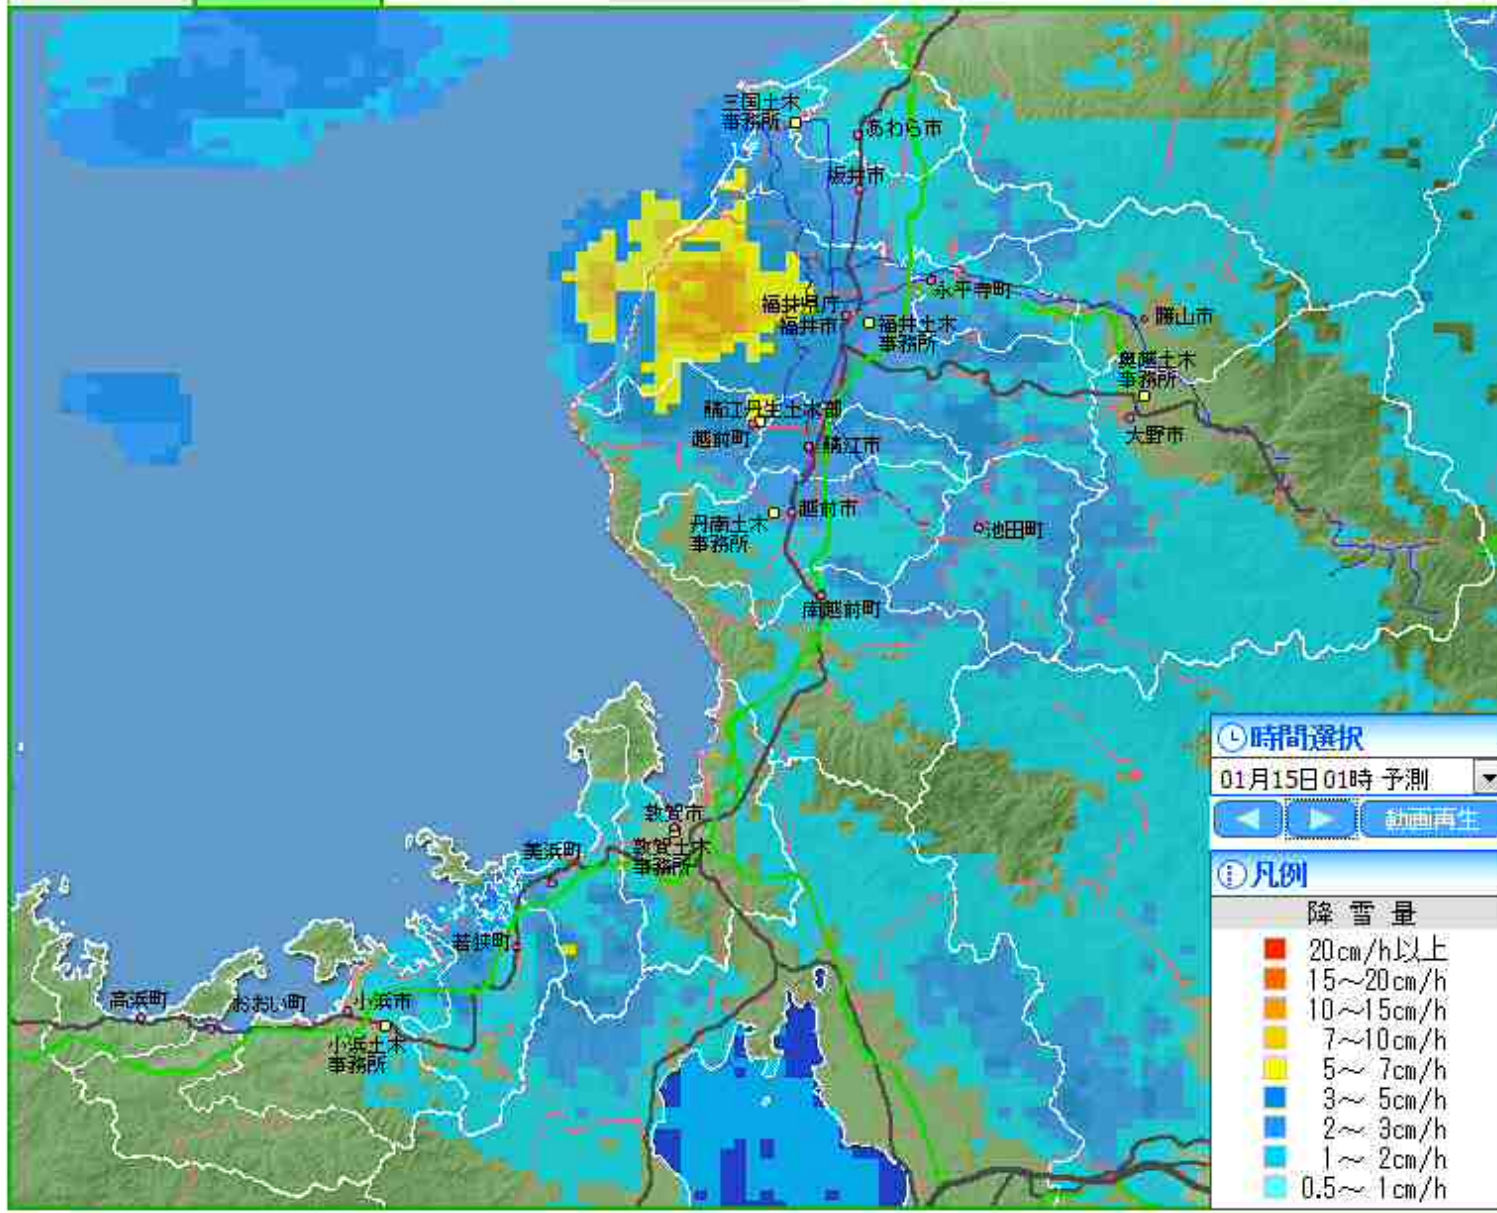 三国土木
事務所
あわら市
坂井市
永平寺町
福井県庁
福井市
福井土木
事務所
勝山市
奥越土木
事務所
鯖江丹生土木部
越前町
鯖江市
大野市
丹南土木
事務所
越前市
池田町
南越前町
敦賀市
敦賀土木
事務所
美浜町
若狭町
高浜町
おおい町
小浜市
小浜土木
事務所
時間選択
01月15日01時 予測
動画再生
凡例
降雪量
20cm/h以上
15～20cm/h
10～15cm/h
7～10cm/h
5～ 7cm/h
3～ 5cm/h
2～ 3cm/h
1～ 2cm/h
0.5～ 1cm/h